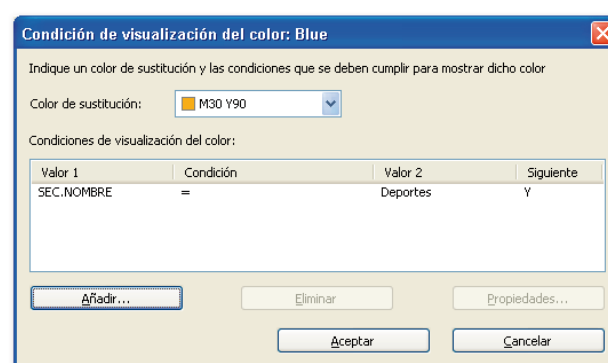 Condición de visualización del color: Blue
Indique un color de sustitución y las condiciones que se deben cumplir para mostrar dicho color
Color de sustitución: M30 Y90
Condiciones de visualización del color:
Valor 1 Condición Valor 2 Siguiente
SEC.NOMBRE = Deportes Y
Añadir... Eliminar Propiedades...
Aceptar Cancelar